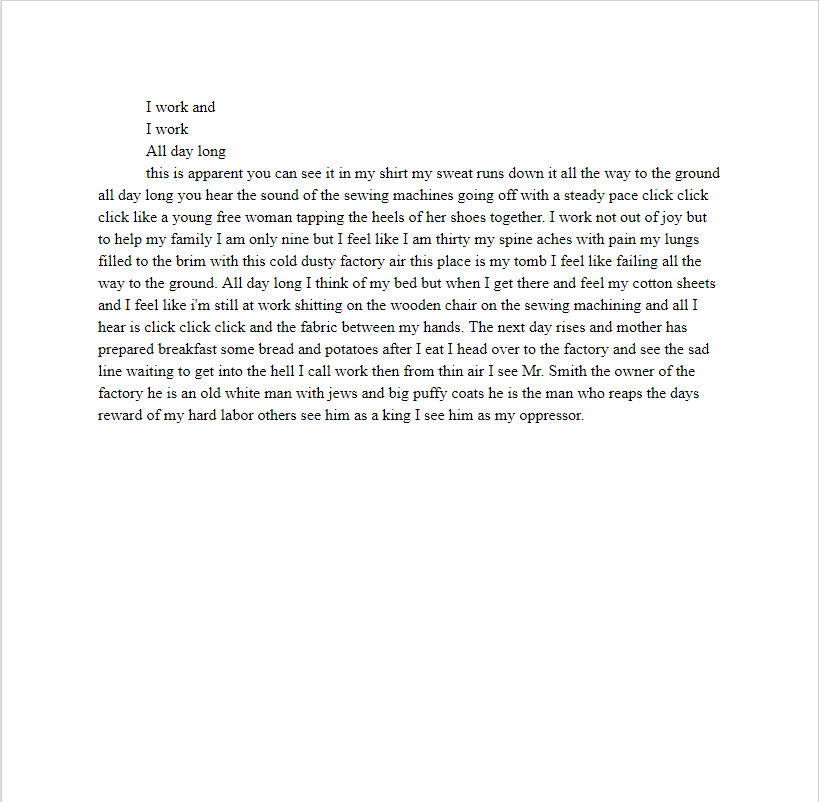 I work and
I work
All day long
this is apparent you can see it in my shirt my sweat runs down it all the way to the ground
all day long you hear the sound of the sewing machines going off with a steady pace click click
click like a young free woman tapping the heels of her shoes together. I work not out of joy but
to help my family I am only nine but I feel like I am thirty my spine aches with pain my lungs
filled to the brim with this cold dusty factory air this place is my tomb I feel like failing all the
way to the ground. All day long I think of my bed but when I get there and feel my cotton sheets
and I feel like i'm still at work shitting on the wooden chair on the sewing machining and all I
hear is click click click and the fabric between my hands. The next day rises and mother has
prepared breakfast some bread and potatoes after I eat I head over to the factory and see the sad
line waiting to get into the hell I call work then from thin air I see Mr. Smith the owner of the
factory he is an old white man with jews and big puffy coats he is the man who reaps the days
reward of my hard labor others see him as a king I see him as my oppressor.